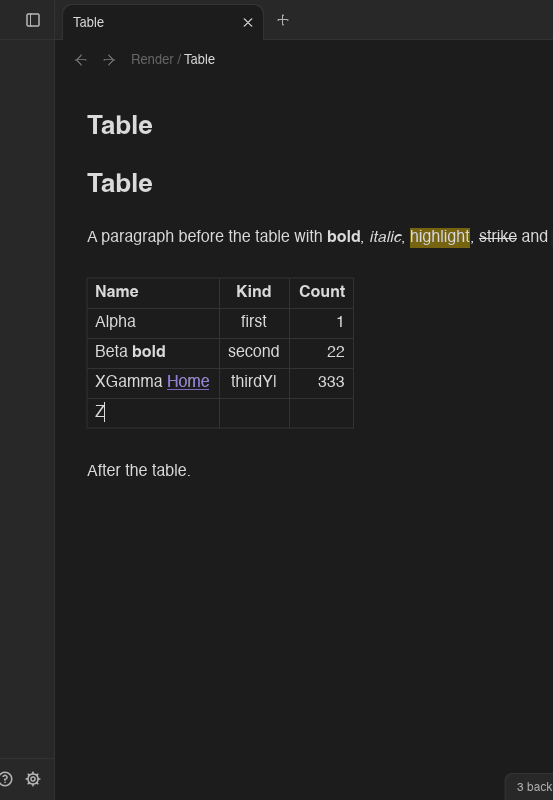 Table
Render / Table
Table
Table
A paragraph before the table with bold, italic, highlight, strike and
Name Kind Count
Alpha first 1
Beta bold second 22
XGamma Home thirdY| 333
Z
After the table.
3 back